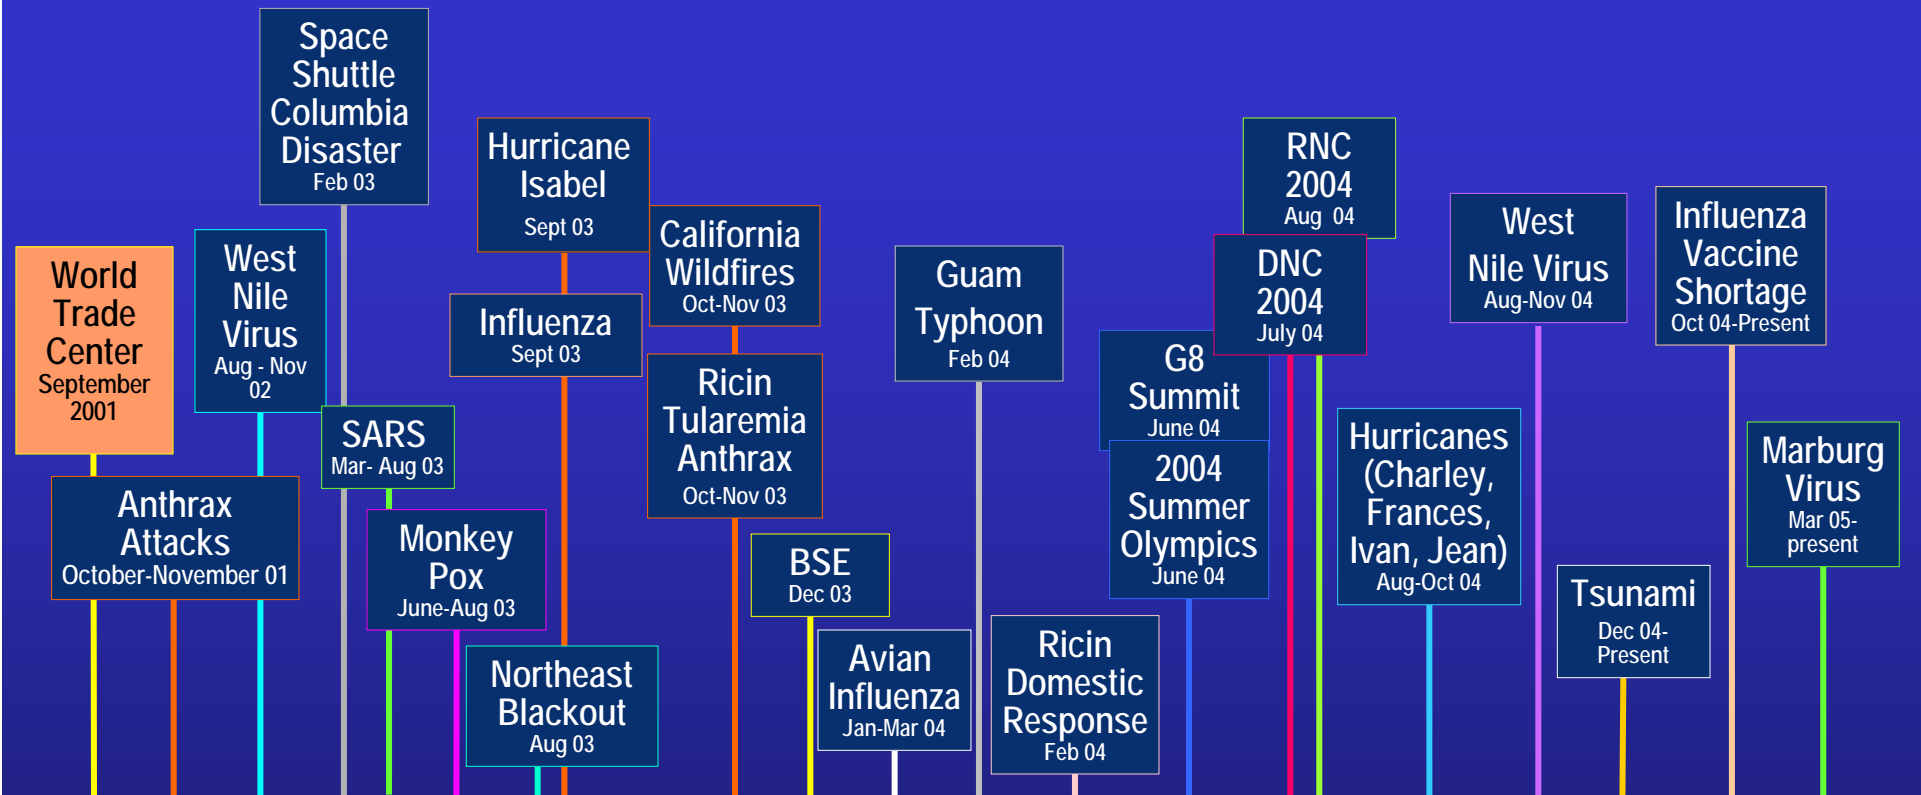 World
Trade
Center
September
2001
Anthrax
Attacks
October-November 01
West
Nile
Virus
Aug - Nov
02
Space
Shuttle
Columbia
Disaster
Feb 03
SARS
Mar- Aug 03
Monkey
Pox
June-Aug 03
Hurricane
Isabel
Sept 03
Influenza
Sept 03
Northeast
Blackout
Aug 03
California
Wildfires
Oct-Nov 03
Ricin
Tularemia
Anthrax
Oct-Nov 03
BSE
Dec 03
Avian
Influenza
Jan-Mar 04
Guam
Typhoon
Feb 04
Ricin
Domestic
Response
Feb 04
G8
Summit
June 04
2004
Summer
Olympics
June 04
RNC
2004
Aug 04
DNC
2004
July 04
Hurricanes
(Charley,
Frances,
Ivan, Jean)
Aug-Oct 04
West
Nile Virus
Aug-Nov 04
Tsunami
Dec 04-
Present
Influenza
Vaccine
Shortage
Oct 04-Present
Marburg
Virus
Mar 05-
present